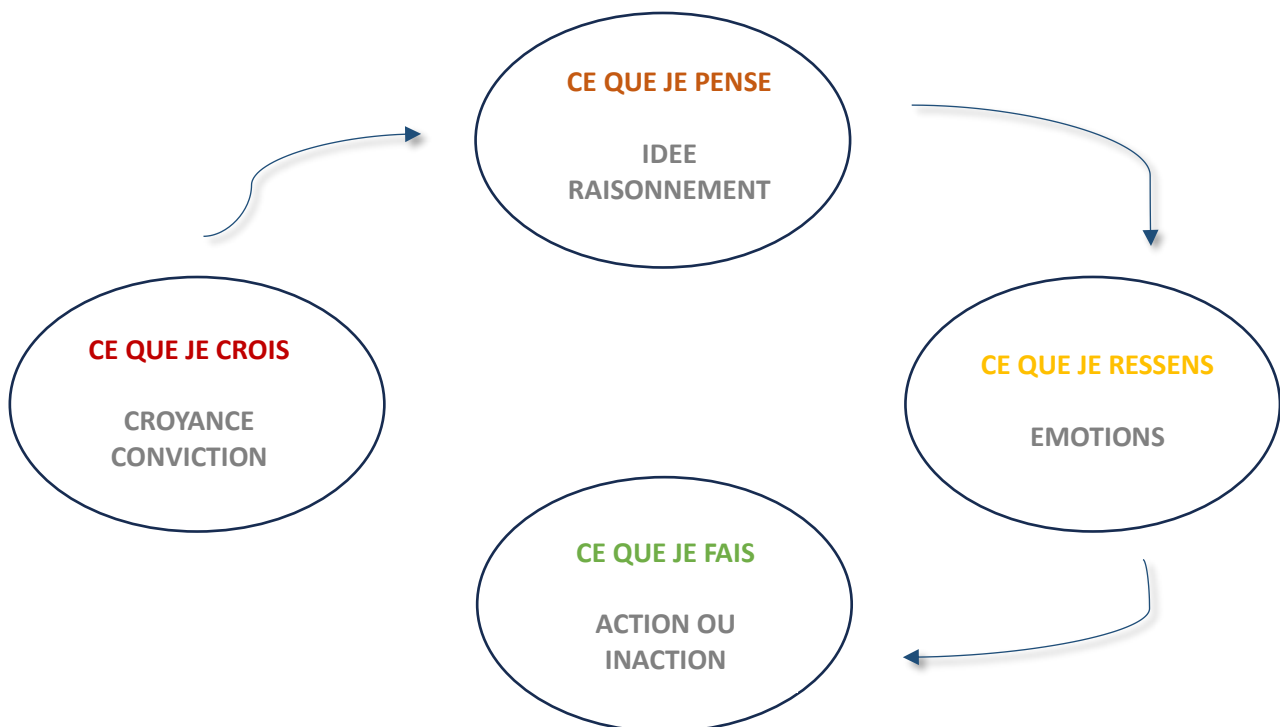 CE QUE JE PENSE
IDEE
RAISONNEMENT
CE QUE JE CROIS
CROYANCE
CONVICTION
CE QUE JE RESSENS
EMOTIONS
CE QUE JE FAIS
ACTION OU
INACTION